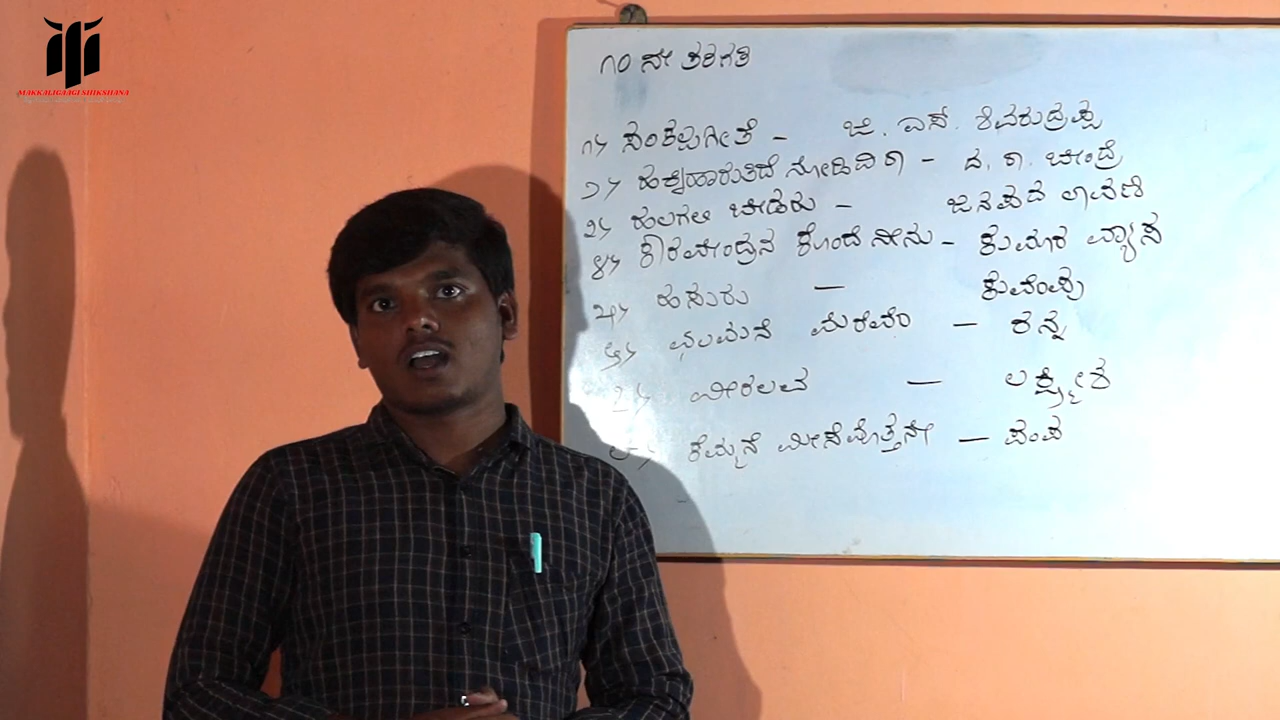 MAKKALIGAAGI SHIKSHANA
೧೦ ನೇ ತರಗತಿ
೧> ಸಂಕಲ್ಪಗೀತೆ - ಜಿ. ಎಸ್. ಶಿವರುದ್ರಪ್ಪ
೨> ಹಕ್ಕಿಹಾರುತಿದೆ ನೋಡಿದಿರಾ - ದ. ರಾ. ಬೇಂದ್ರೆ
೩> ಹಲಗಲಿ ಬೇಡರು - ಜನಪದ ಲಾವಣಿ
೪> ಕೌರವೇಂದ್ರನ ಕೊಂದೆ ನೀನು - ಕುಮಾರ ವ್ಯಾಸ
೫> ಹಸುರು - ಕುವೆಂಪು
೬> ಛಲಮನೆ ಮೆರೆವೆಂ - ರನ್ನ
೭> ವೀರಲವ - ಲಕ್ಷ್ಮೀಶ
೮> ಕೆಮ್ಮನೆ ಮೀಸೆವೊತ್ತನೇ - ಪಂಪ